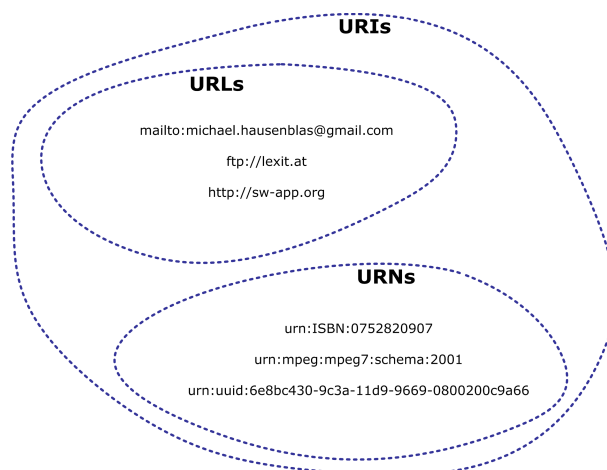 URIs
URLs
mailto:michael.hausenblas@gmail.com
ftp://lexit.at
http://sw-app.org
URNs
urn:ISBN:0752820907
urn:mpeg:mpeg7:schema:2001
urn:uuid:6e8bc430-9c3a-11d9-9669-0800200c9a66